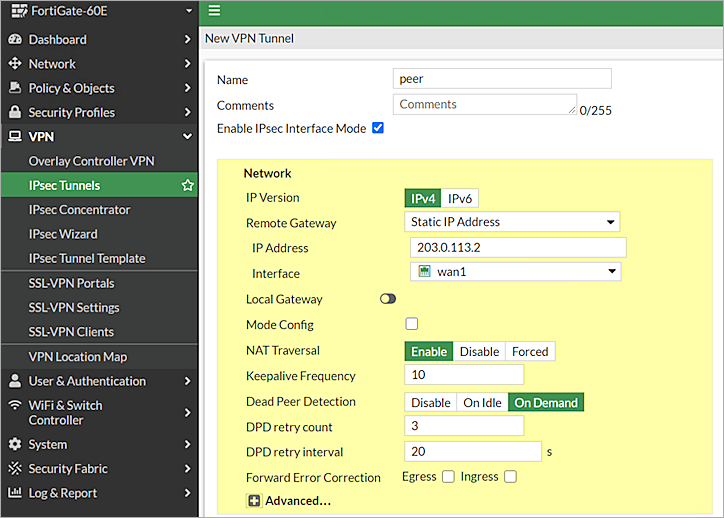 FortiGate-60E
Dashboard
Network
Policy & Objects
Security Profiles
VPN
Overlay Controller VPN
IPsec Tunnels
IPsec Concentrator
IPsec Wizard
IPsec Tunnel Template
SSL-VPN Portals
SSL-VPN Settings
SSL-VPN Clients
VPN Location Map
User & Authentication
WiFi & Switch
Controller
System
Security Fabric
Log & Report
New VPN Tunnel
Name peer
Comments Comments 0/255
Enable IPsec Interface Mode
Network
IP Version IPv4 IPv6
Remote Gateway Static IP Address
IP Address 203.0.113.2
Interface wan1
Local Gateway
Mode Config
NAT Traversal Enable Disable Forced
Keepalive Frequency 10
Dead Peer Detection Disable On Idle On Demand
DPD retry count 3
DPD retry interval 20 s
Forward Error Correction Egress Ingress
Advanced...